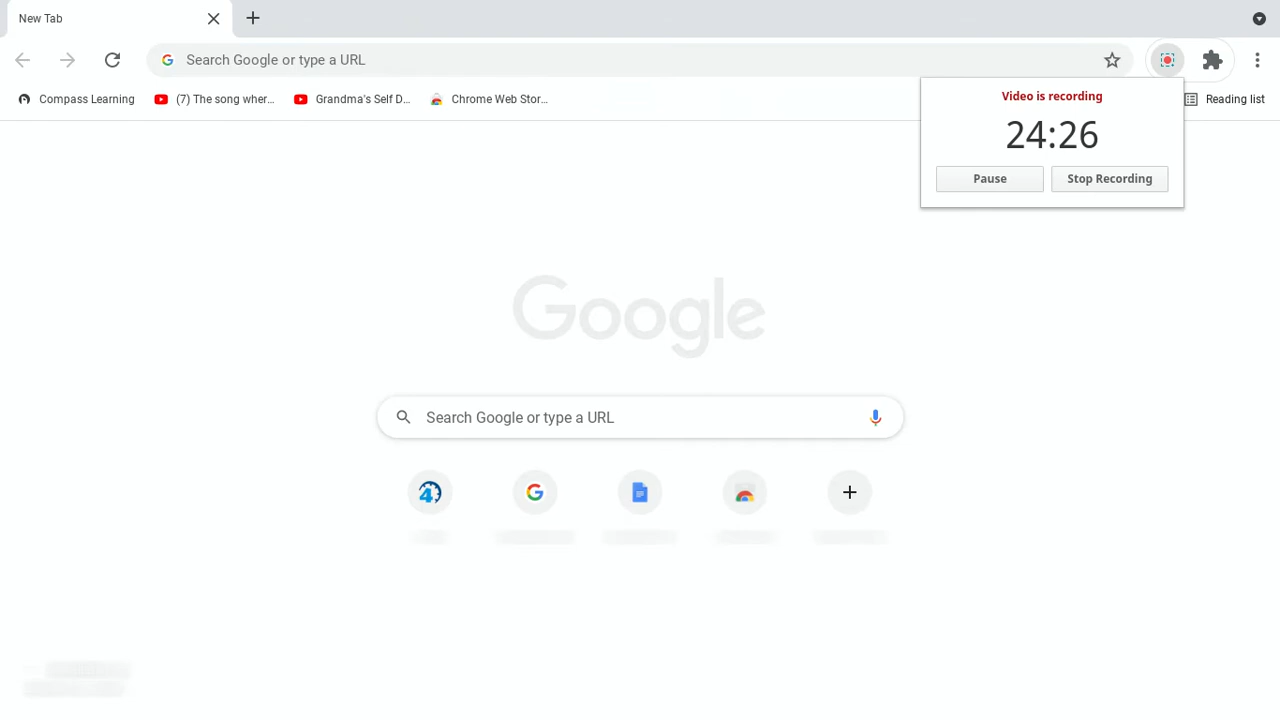 New Tab
Search Google or type a URL
Compass Learning
(7) The song wher...
Grandma's Self D...
Chrome Web Stor...
Reading list
Video is recording
24:26
Pause
Stop Recording
Google
Search Google or type a URL